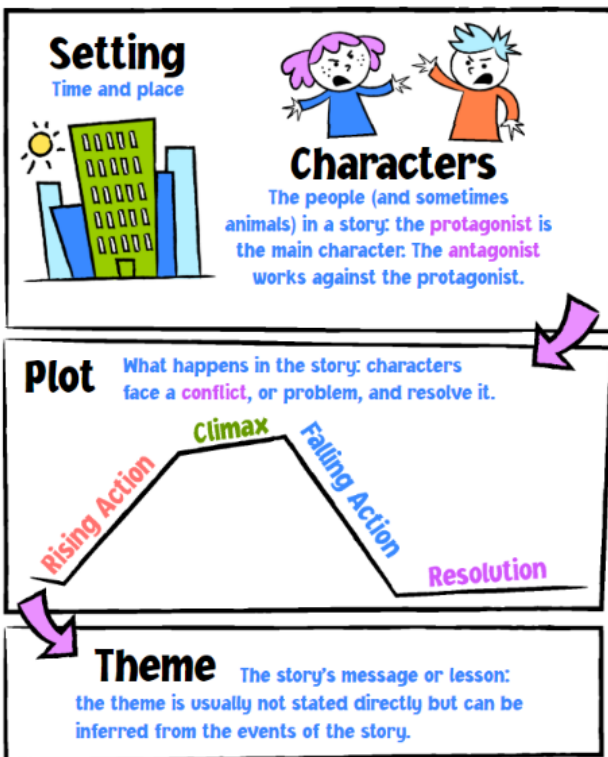 Setting
Time and place
Characters
The people (and sometimes
animals) in a story: the protagonist is
the main character. The antagonist
works against the protagonist.
Plot
What happens in the story: characters
face a conflict, or problem, and resolve it.
Rising Action
Climax
Falling Action
Resolution
Theme
The story's message or lesson:
the theme is usually not stated directly but can be
inferred from the events of the story.